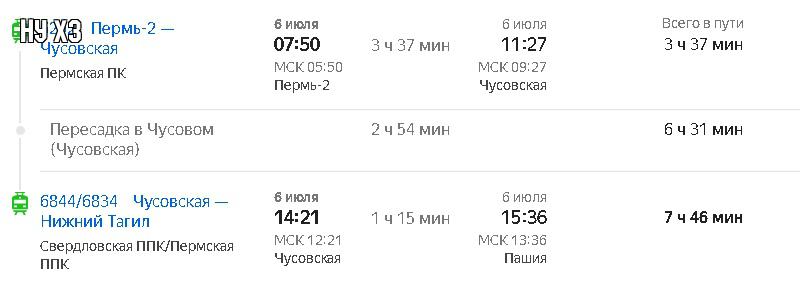 6 июля
6 июля
Всего в пути
НУ ХЗ
Пермь-2 —
Чусовская
07:50
3 ч 37 мин
11:27
3 ч 37 мин
Пермская ПК
МСК 05:50
МСК 09:27
Пермь-2
Чусовская
Пересадка в Чусовом
(Чусовская)
2 ч 54 мин
6 ч 31 мин
6844/6834 Чусовская —
Нижний Тагил
6 июля
6 июля
14:21
1 ч 15 мин
15:36
7 ч 46 мин
Свердловская ППК/Пермская
ППК
МСК 12:21
МСК 13:36
Чусовская
Пашия